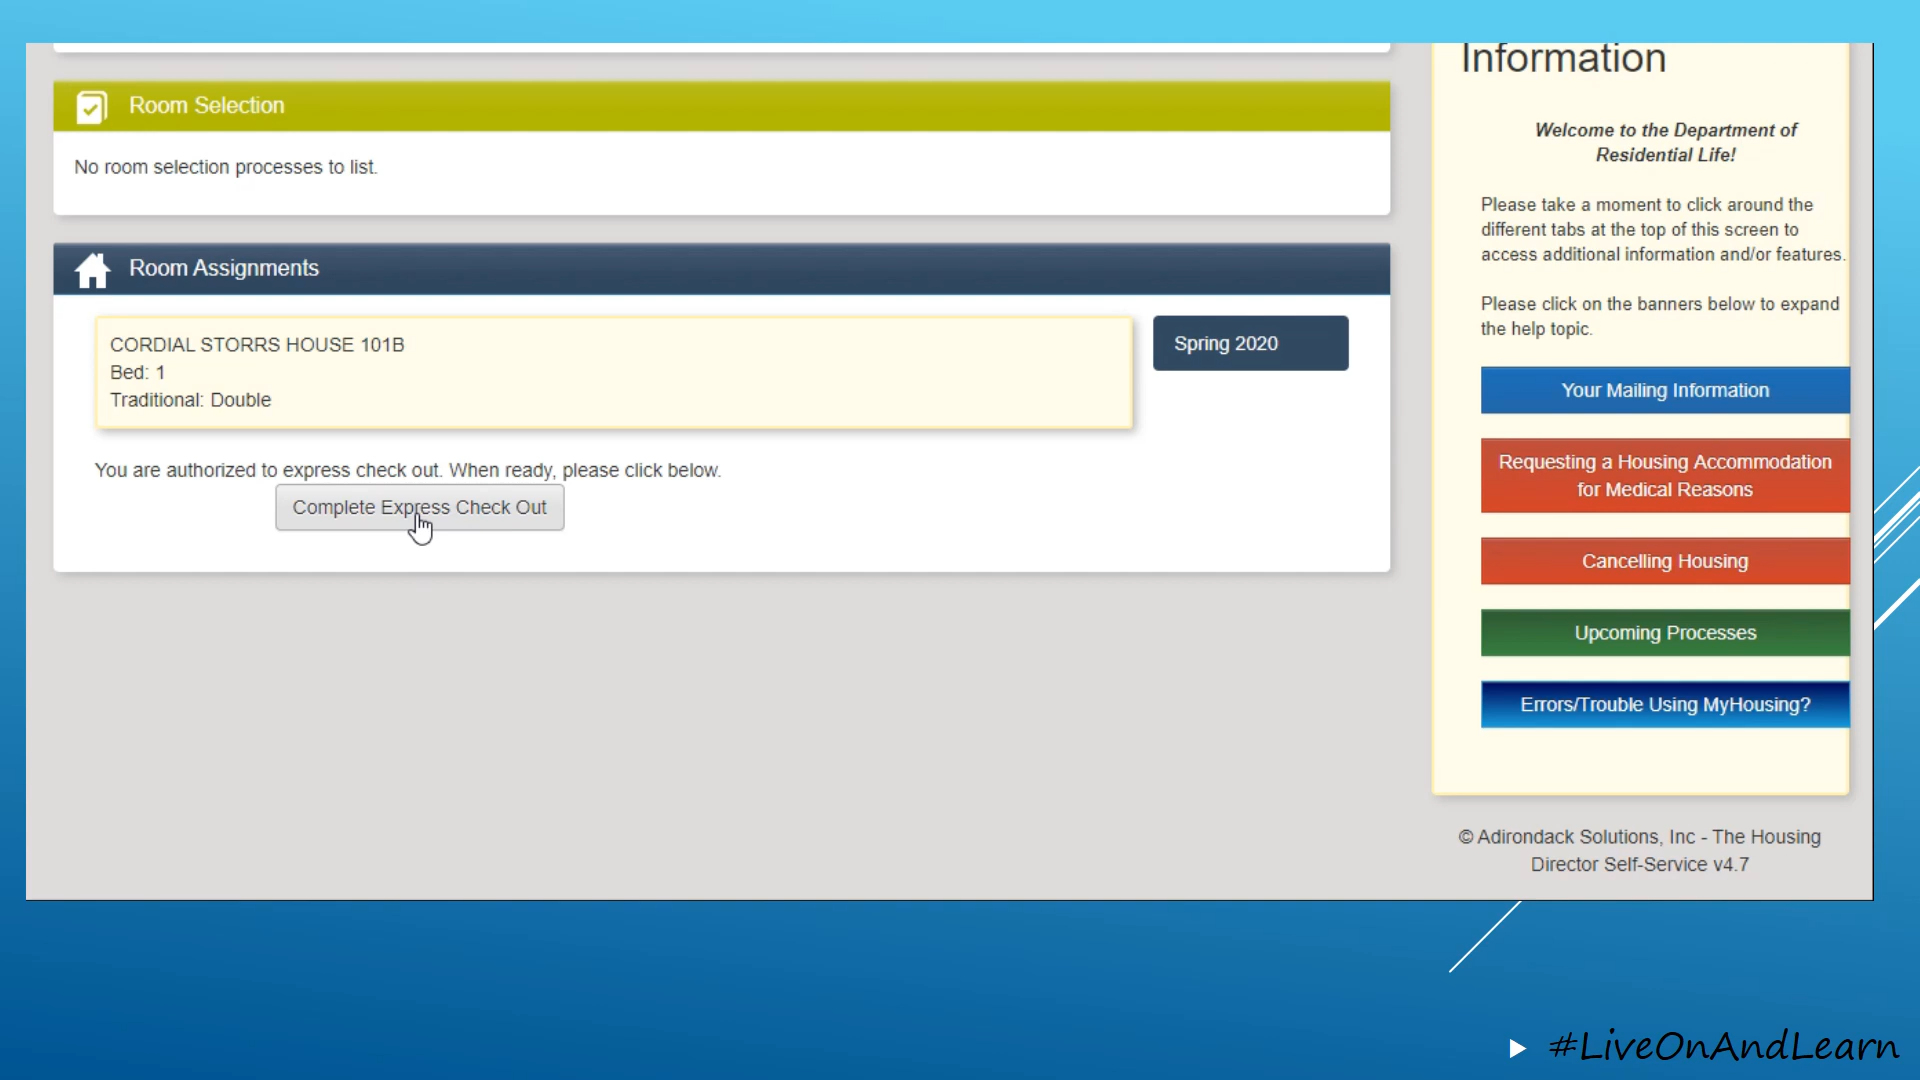 Room Selection
No room selection processes to list.
Room Assignments
CORDIAL STORRS HOUSE 101B
Bed: 1
Traditional: Double
Spring 2020
You are authorized to express check out. When ready, please click below.
Complete Express Check Out
Information
Welcome to the Department of
Residential Life!
Please take a moment to click around the
different tabs at the top of this screen to
access additional information and/or features.
Please click on the banners below to expand
the help topic.
Your Mailing Information
Requesting a Housing Accommodation
for Medical Reasons
Cancelling Housing
Upcoming Processes
Errors/Trouble Using MyHousing?
© Adirondack Solutions, Inc - The Housing
Director Self-Service v4.7
#LiveOnAndLearn